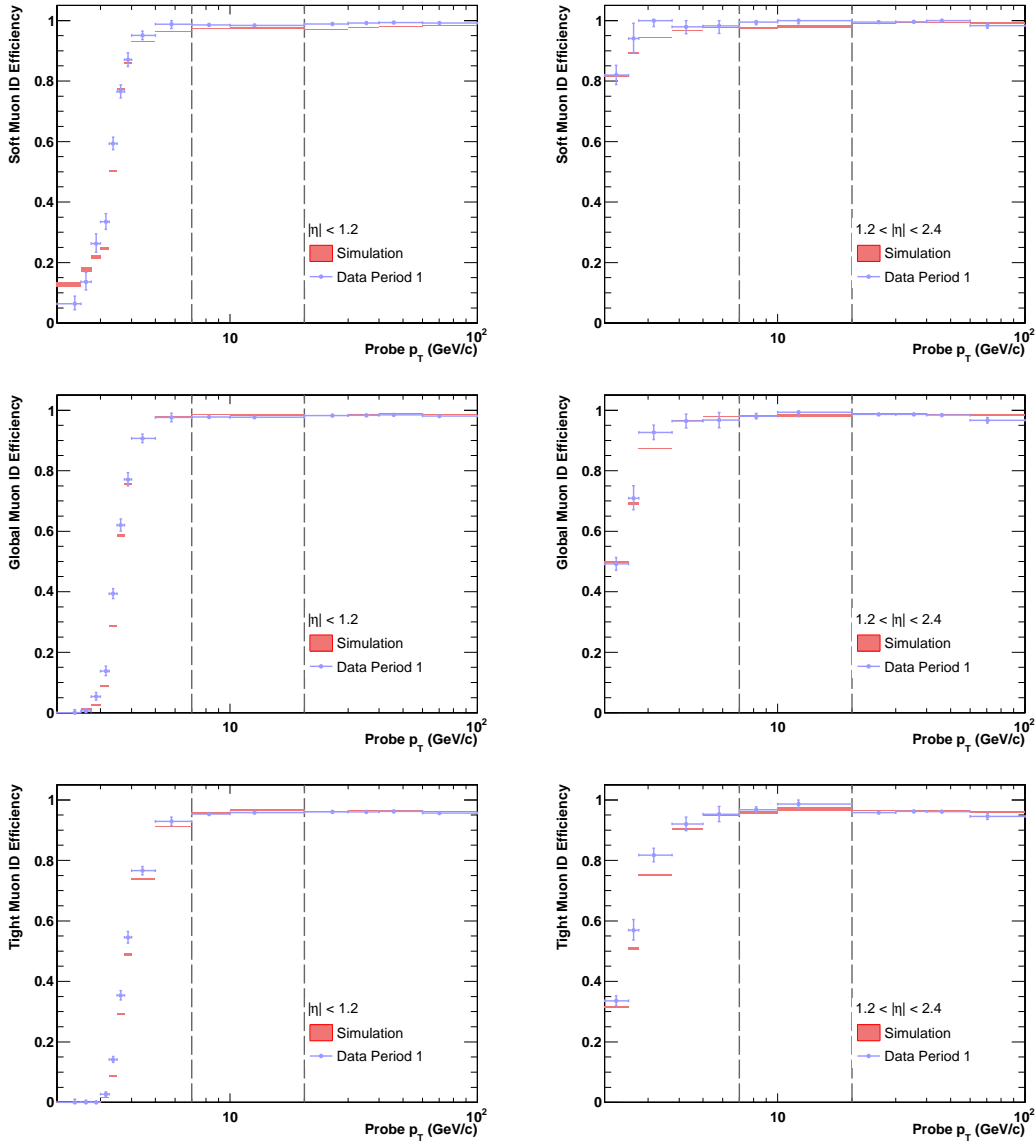 Soft Muon ID Efficiency
1
0.8
0.6
0.4
0.2
0
|η| < 1.2
Simulation
Data Period 1
10
10²
Probe p_T (GeV/c)
Soft Muon ID Efficiency
1
0.8
0.6
0.4
0.2
0
1.2 < |η| < 2.4
Simulation
Data Period 1
10
10²
Probe p_T (GeV/c)
Global Muon ID Efficiency
1
0.8
0.6
0.4
0.2
0
|η| < 1.2
Simulation
Data Period 1
10
10²
Probe p_T (GeV/c)
Global Muon ID Efficiency
1
0.8
0.6
0.4
0.2
0
1.2 < |η| < 2.4
Simulation
Data Period 1
10
10²
Probe p_T (GeV/c)
Tight Muon ID Efficiency
1
0.8
0.6
0.4
0.2
0
|η| < 1.2
Simulation
Data Period 1
10
10²
Probe p_T (GeV/c)
Tight Muon ID Efficiency
1
0.8
0.6
0.4
0.2
0
1.2 < |η| < 2.4
Simulation
Data Period 1
10
10²
Probe p_T (GeV/c)